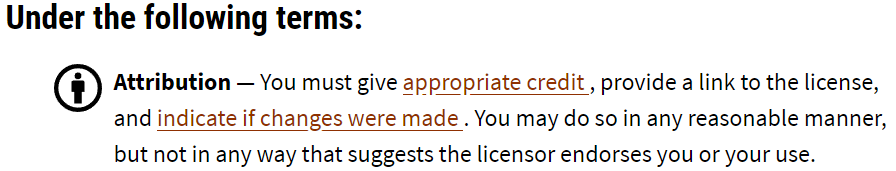 Under the following terms:
Attribution — You must give appropriate credit , provide a link to the license,
and indicate if changes were made . You may do so in any reasonable manner,
but not in any way that suggests the licensor endorses you or your use.